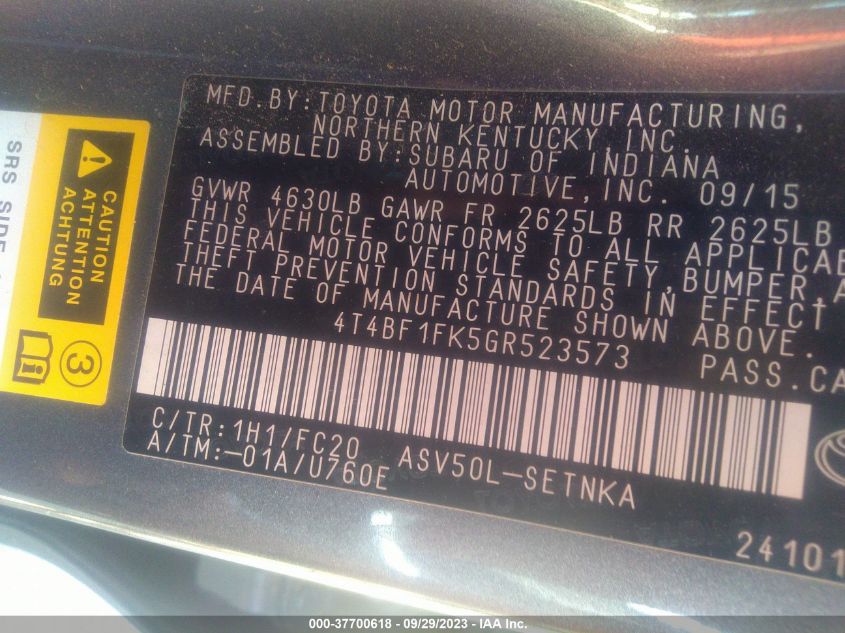 MFD.BY:TOYOTA MOTOR MANUFACTURING,
NORTHERN KENTUCKY,INC.
ASSEMBLED BY:SUBARU OF INDIANA
AUTOMOTIVE,INC. 09/15
GVWR 4630LB GAWR FR 2625LB RR 2625LB
THIS VEHICLE CONFORMS TO ALL APPLICAB
FEDERAL MOTOR VEHICLE SAFETY,BUMPER,A
THEFT PREVENTION STANDARDS IN EFFECT
THE DATE OF MANUFACTURE SHOWN ABOVE.
4T4BF1FK5GR523573 PASS.CA
C/TR:1H1/FC20
A/TM:-01A/U760E ASV50L-SETNKA
24101
SRS SIDE
CAUTION
ATTENTION
ACHTUNG
3
000-37700618 - 09/29/2023 - IAA Inc.